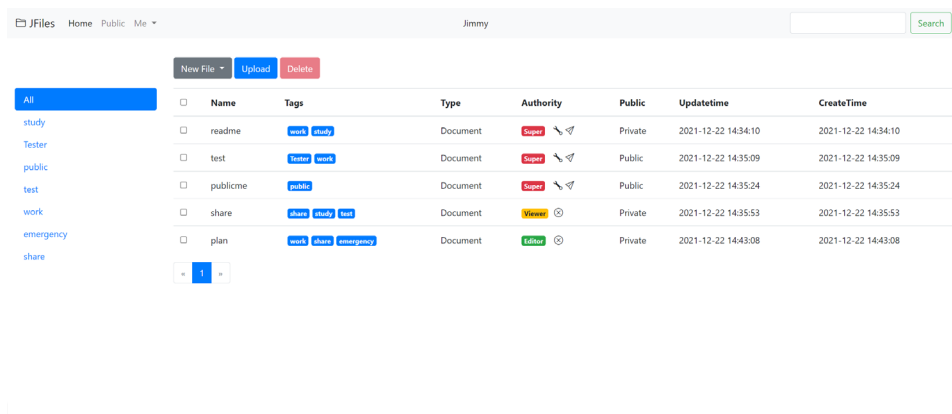 JFiles Home Public Me Jimmy Search
New File Upload Delete
All
study
Tester
public
test
work
emergency
share
Name Tags Type Authority Public Updatetime CreateTime
readme work study Document Super Private 2021-12-22 14:34:10 2021-12-22 14:34:10
test Tester work Document Super Public 2021-12-22 14:35:09 2021-12-22 14:35:09
publicme public Document Super Public 2021-12-22 14:35:24 2021-12-22 14:35:24
share share study test Document Viewer Private 2021-12-22 14:35:53 2021-12-22 14:35:53
plan work share emergency Document Editor Private 2021-12-22 14:43:08 2021-12-22 14:43:08
« 1 »